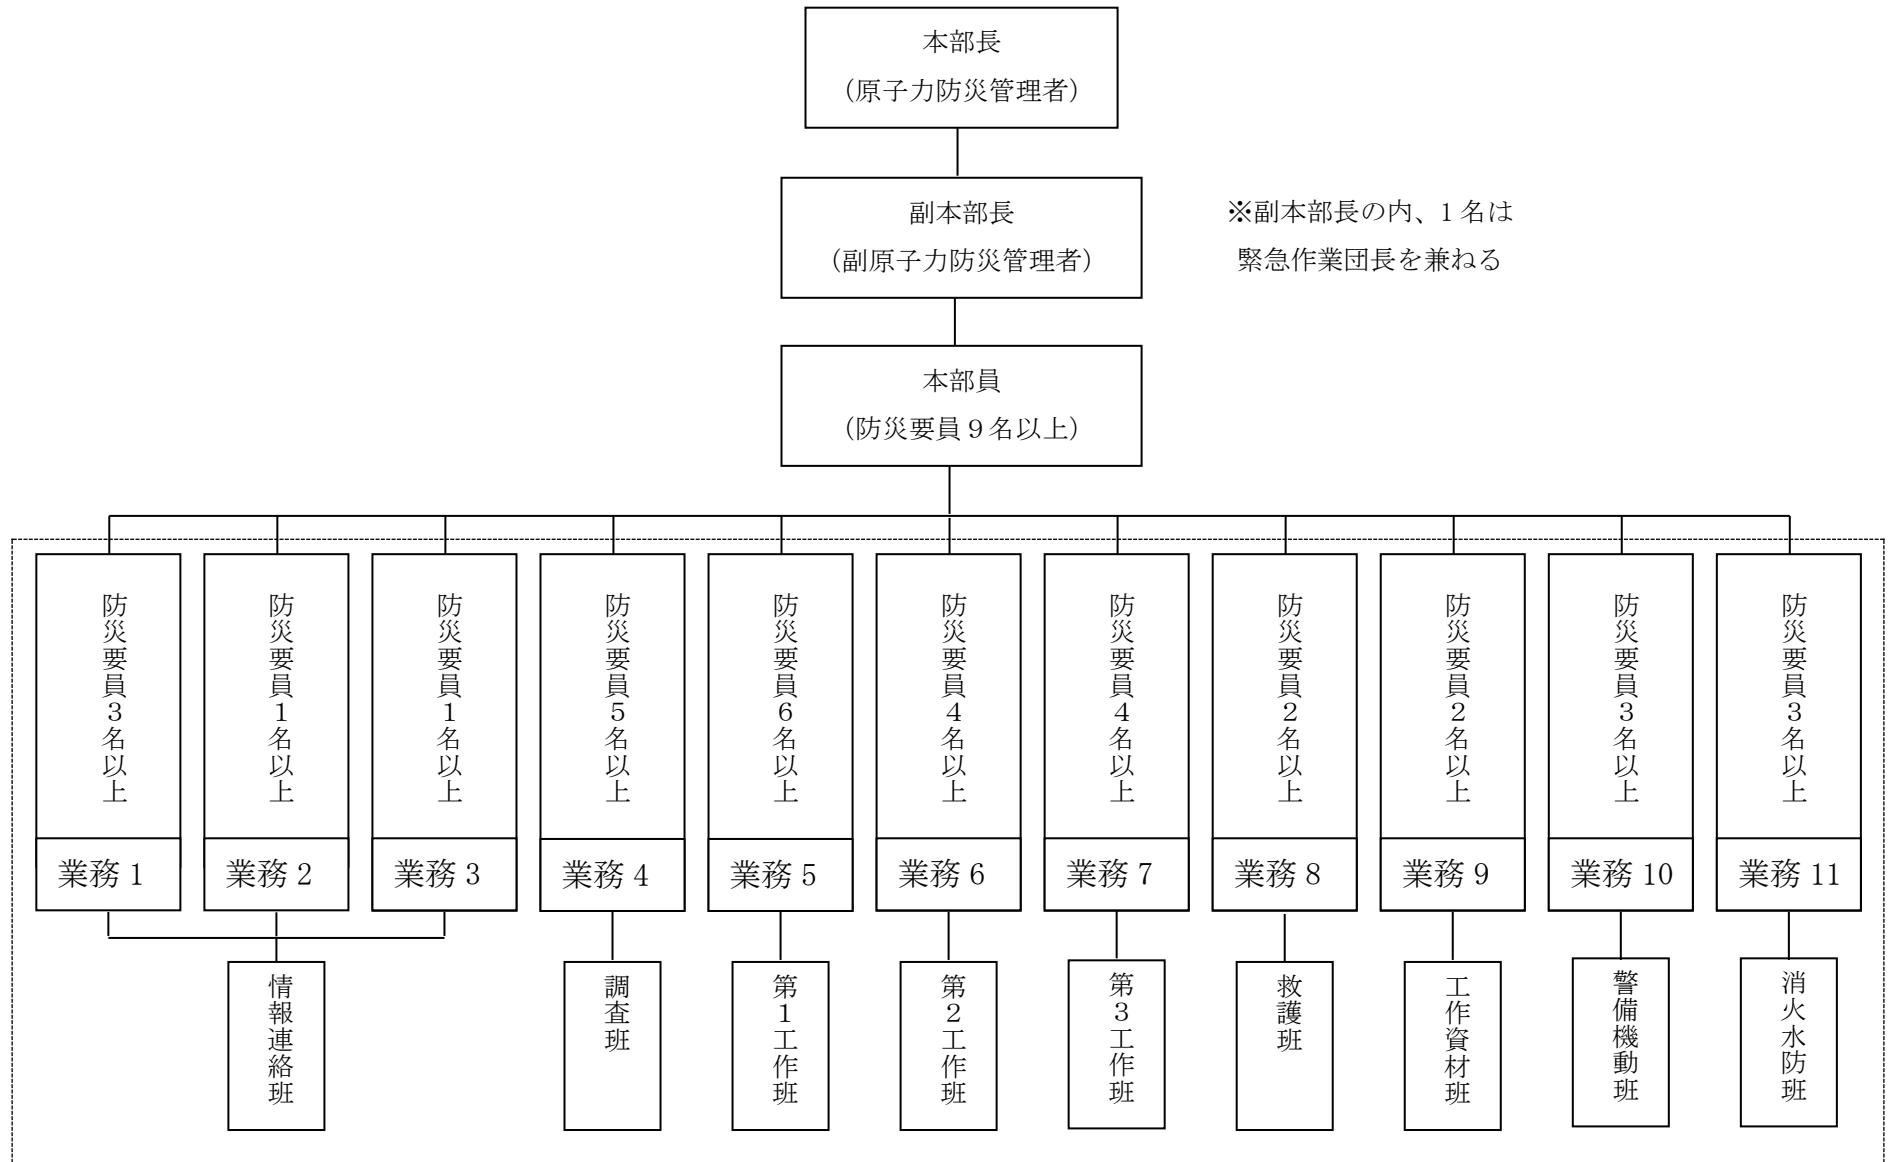 本部長
（原子力防災管理者）
副本部長
（副原子力防災管理者）
※副本部長の内、1名は
緊急作業団長を兼ねる
本部員
（防災要員９名以上）
防災要員３名以上
防災要員１名以上
防災要員１名以上
防災要員５名以上
防災要員６名以上
防災要員４名以上
防災要員４名以上
防災要員２名以上
防災要員２名以上
防災要員３名以上
防災要員３名以上
業務1
業務2
業務3
業務4
業務5
業務6
業務7
業務8
業務9
業務10
業務11
情報連絡班
調査班
第１工作班
第２工作班
第３工作班
救護班
工作資材班
警備機動班
消火水防班